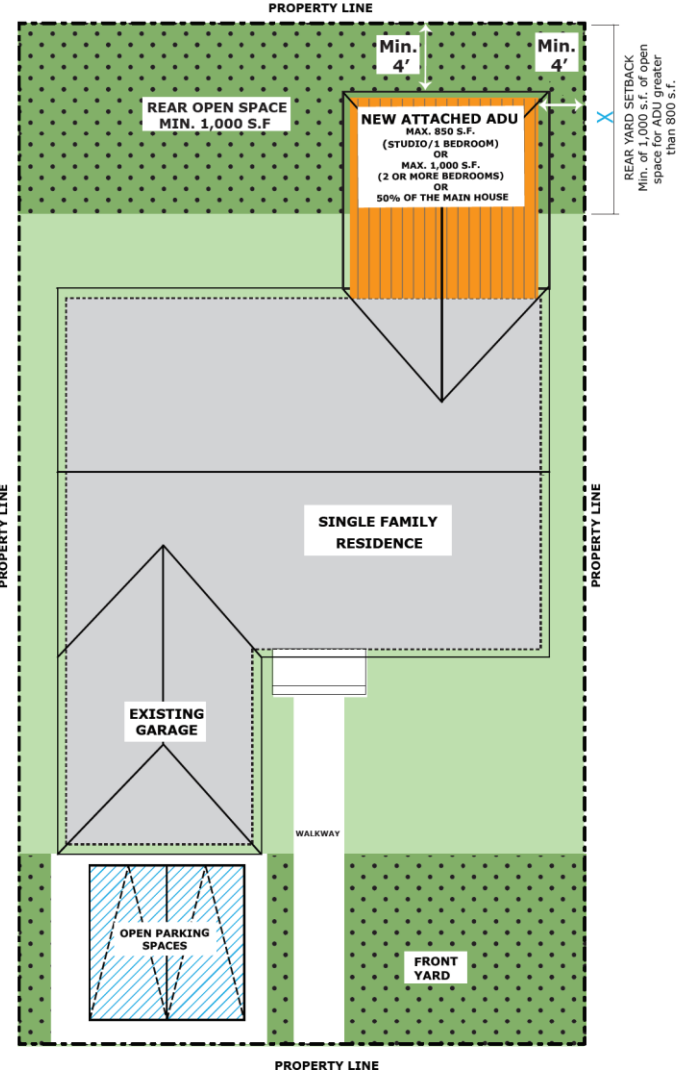 PROPERTY LINE
Min.
4’
Min.
4’
REAR OPEN SPACE
MIN. 1,000 S.F
NEW ATTACHED ADU
MAX. 850 S.F.
(STUDIO/1 BEDROOM)
OR
MAX. 1,000 S.F.
(2 OR MORE BEDROOMS)
OR
50% OF THE MAIN HOUSE
X
REAR YARD SETBACK
Min. of 1,000 s.f. of open
space for ADU greater
than 800 s.f.
PROPERTY LINE
PROPERTY LINE
SINGLE FAMILY
RESIDENCE
EXISTING
GARAGE
WALKWAY
OPEN PARKING
SPACES
FRONT
YARD
PROPERTY LINE